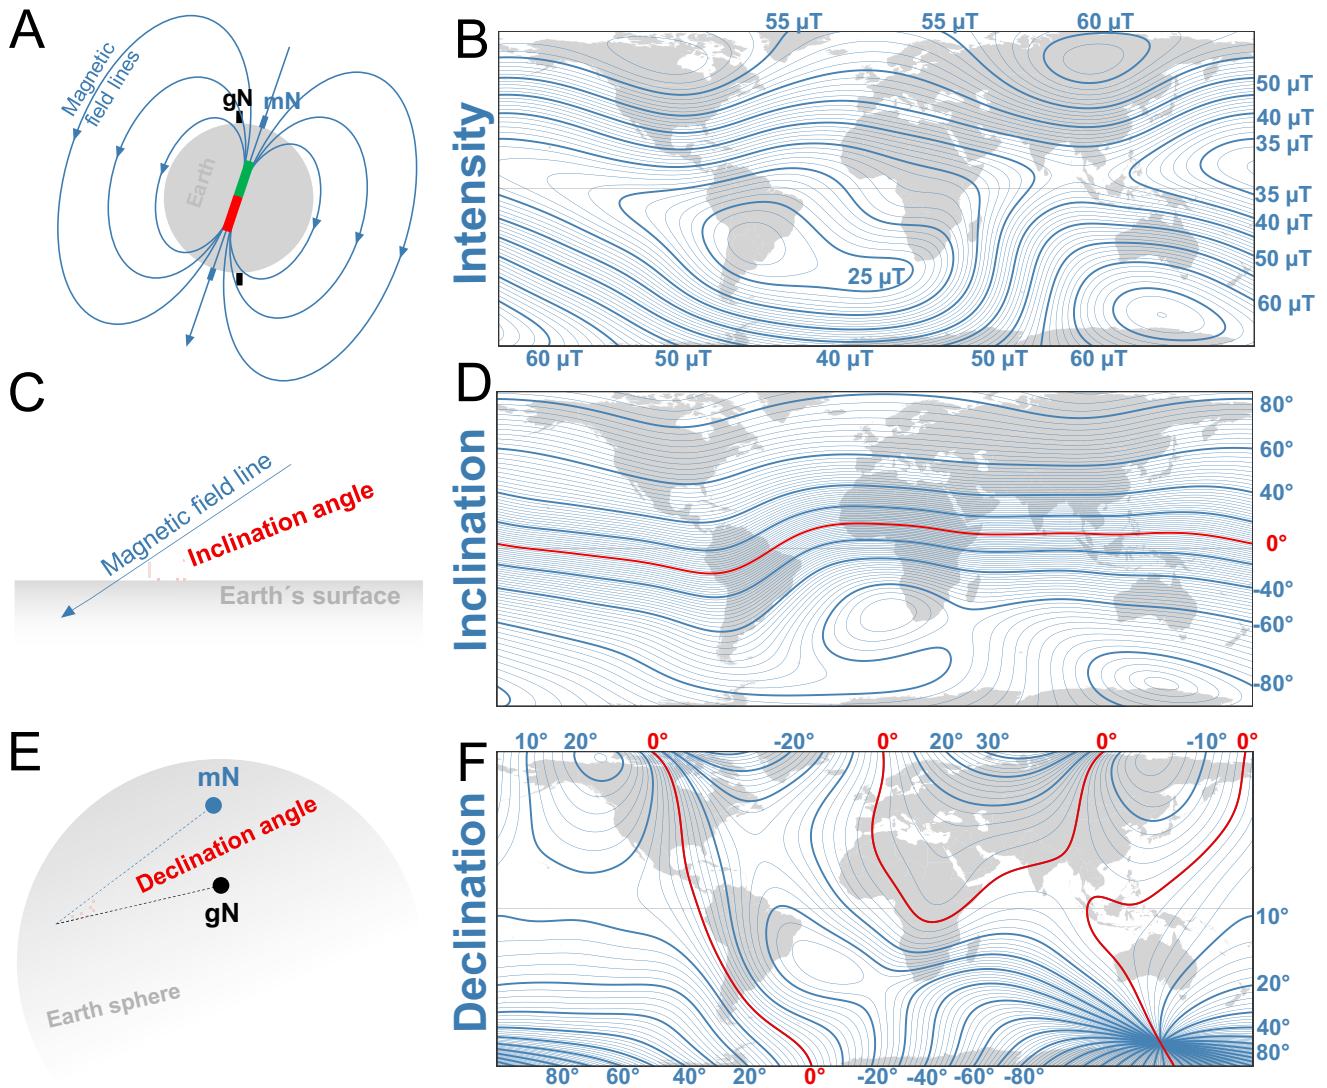 A
Magnetic
field lines
gN
mN
Earth
B
Intensity
55 µT
55 µT
60 µT
50 µT
40 µT
35 µT
35 µT
40 µT
50 µT
60 µT
25 µT
60 µT
50 µT
40 µT
50 µT
60 µT
C
Magnetic field line
Inclination angle
Earth´s surface
D
Inclination
80°
60°
40°
0°
-40°
-60°
-80°
E
mN
Declination angle
gN
Earth sphere
F
Declination
10° 20° 0° -20° 0° 20° 30° 0° -10° 0°
10°
20°
40°
80°
80° 60° 40° 20° 0° -20° -40° -60° -80°